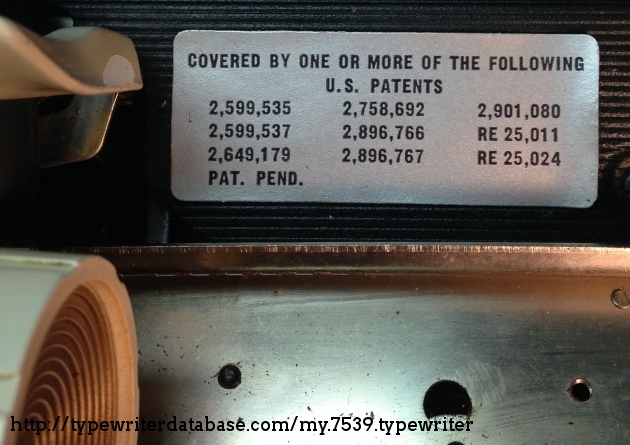 COVERED BY ONE OR MORE OF THE FOLLOWING
U.S. PATENTS
2,599,535 2,758,692 2,901,080
2,599,537 2,896,766 RE 25,011
2,649,179 2,896,767 RE 25,024
PAT. PEND.
http://typewriterdatabase.com/my.7539.typewriter